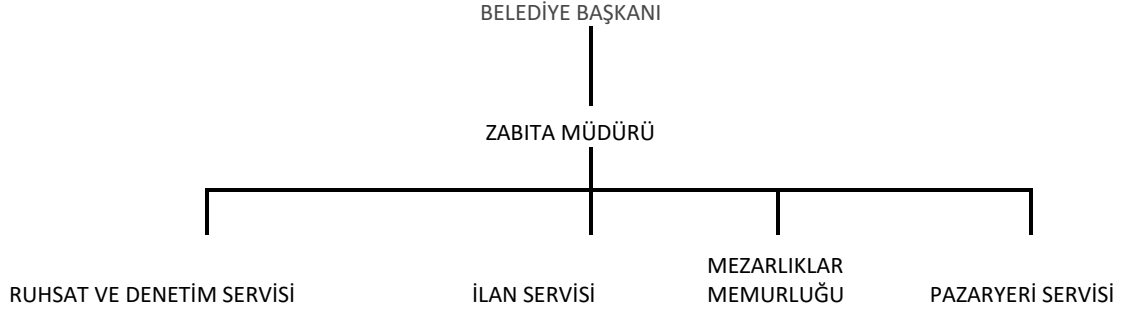 BELEDİYE BAŞKANI
ZABITA MÜDÜRÜ
RUHSAT VE DENETİM SERVİSİ
İLAN SERVİSİ
MEZARLIKLAR
MEMURLUĞU
PAZARYERİ SERVİSİ